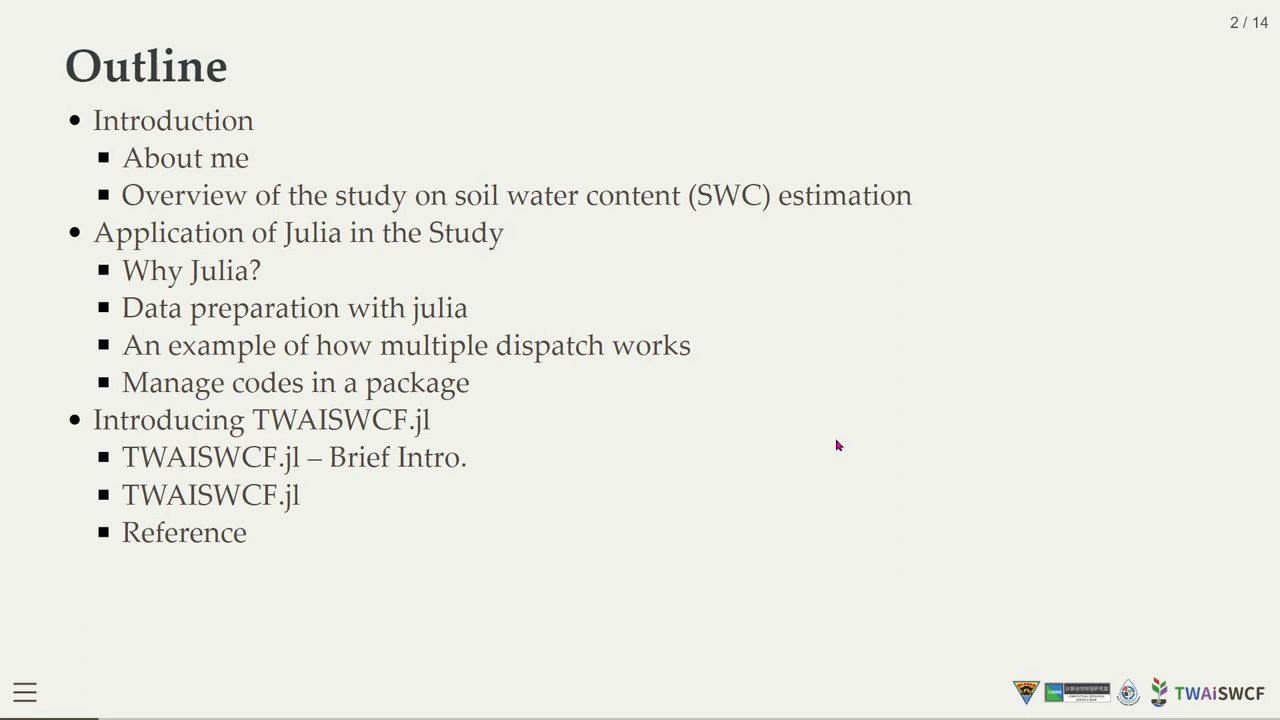 2 / 14
Outline
Introduction
About me
Overview of the study on soil water content (SWC) estimation
Application of Julia in the Study
Why Julia?
Data preparation with julia
An example of how multiple dispatch works
Manage codes in a package
Introducing TWAISWCF.jl
TWAISWCF.jl – Brief Intro.
TWAISWCF.jl
Reference
TWAiSWCF